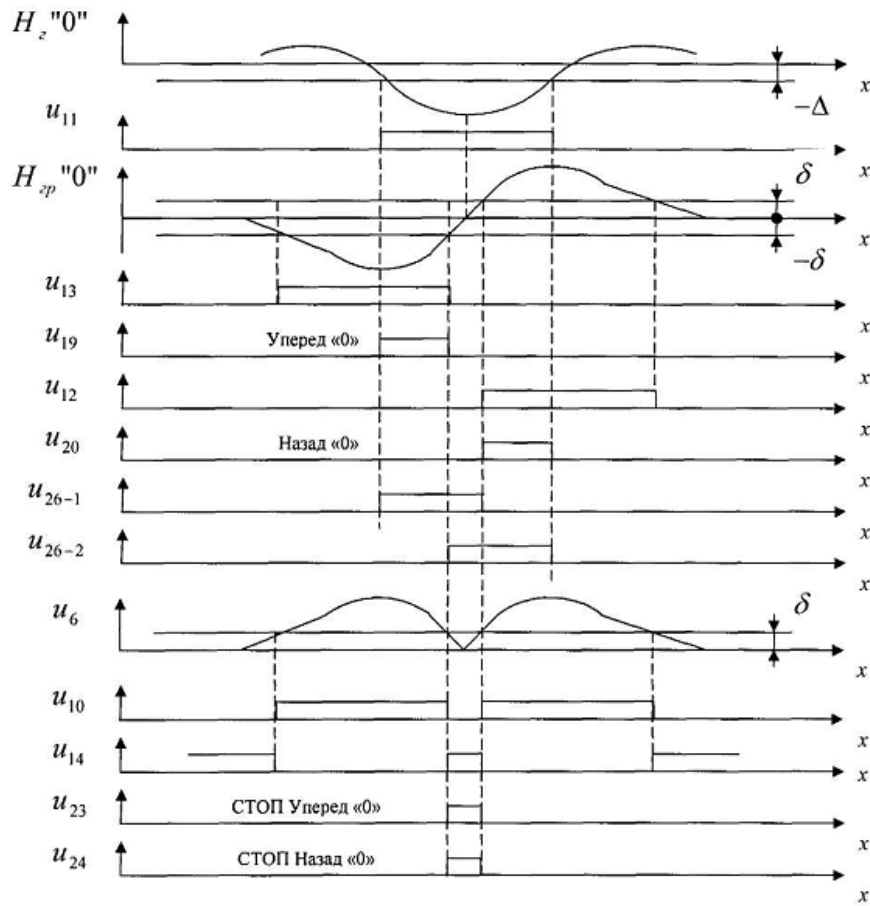 H_г "0"
x
−Δ
u_11
x
H_гр "0"
δ
x
−δ
u_13
x
u_19
Уперед «0»
x
u_12
x
u_20
Назад «0»
x
u_26−1
x
u_26−2
x
u_6
δ
x
u_10
x
u_14
x
u_23
СТОП Уперед «0»
x
u_24
СТОП Назад «0»
x